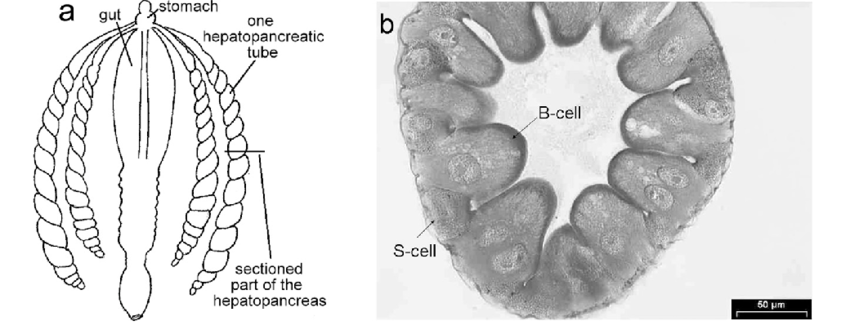 a
stomach
gut
one
hepatopancreatic
tube
sectioned
part of the
hepatopancreas
b
B-cell
S-cell
50 µm